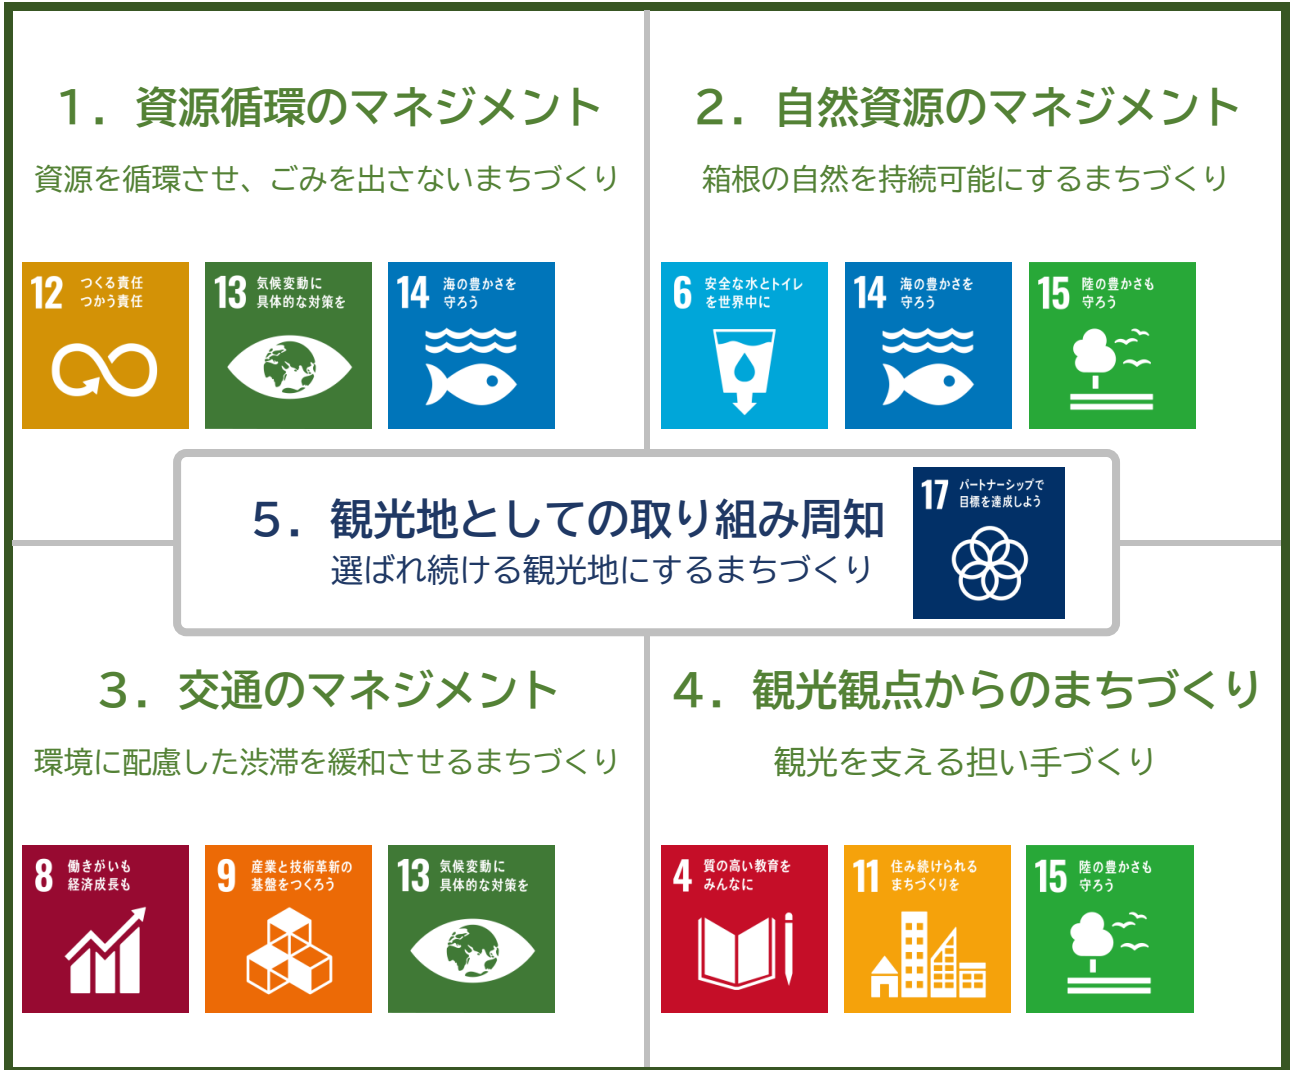 1. 資源循環のマネジメント
資源を循環させ、ごみを出さないまちづくり
12 つくる責任
つかう責任
13 気候変動に
具体的な対策を
14 海の豊かさを
守ろう
2. 自然資源のマネジメント
箱根の自然を持続可能にするまちづくり
6 安全な水とトイレ
を世界中に
14 海の豊かさを
守ろう
15 陸の豊かさも
守ろう
5. 観光地としての取り組み周知
選ばれ続ける観光地にするまちづくり
17 パートナーシップで
目標を達成しよう
3. 交通のマネジメント
環境に配慮した渋滞を緩和させるまちづくり
8 働きがいも
経済成長も
9 産業と技術革新の
基盤をつくろう
13 気候変動に
具体的な対策を
4. 観光観点からのまちづくり
観光を支える担い手づくり
4 質の高い教育を
みんなに
11 住み続けられる
まちづくりを
15 陸の豊かさも
守ろう